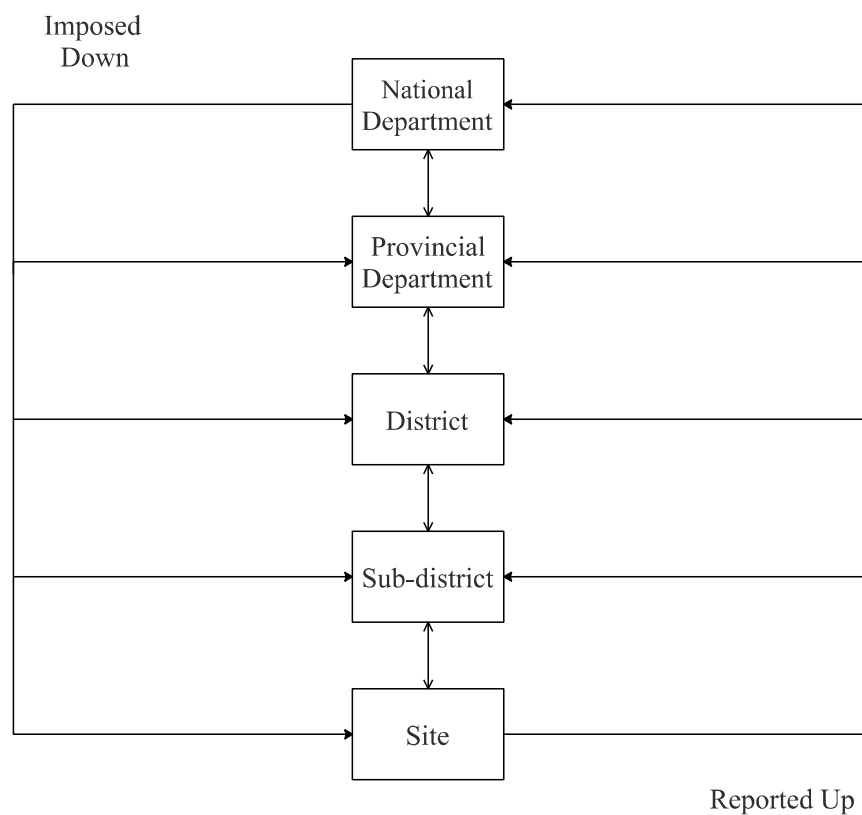 Imposed
Down
National
Department
Provincial
Department
District
Sub-district
Site
Reported Up